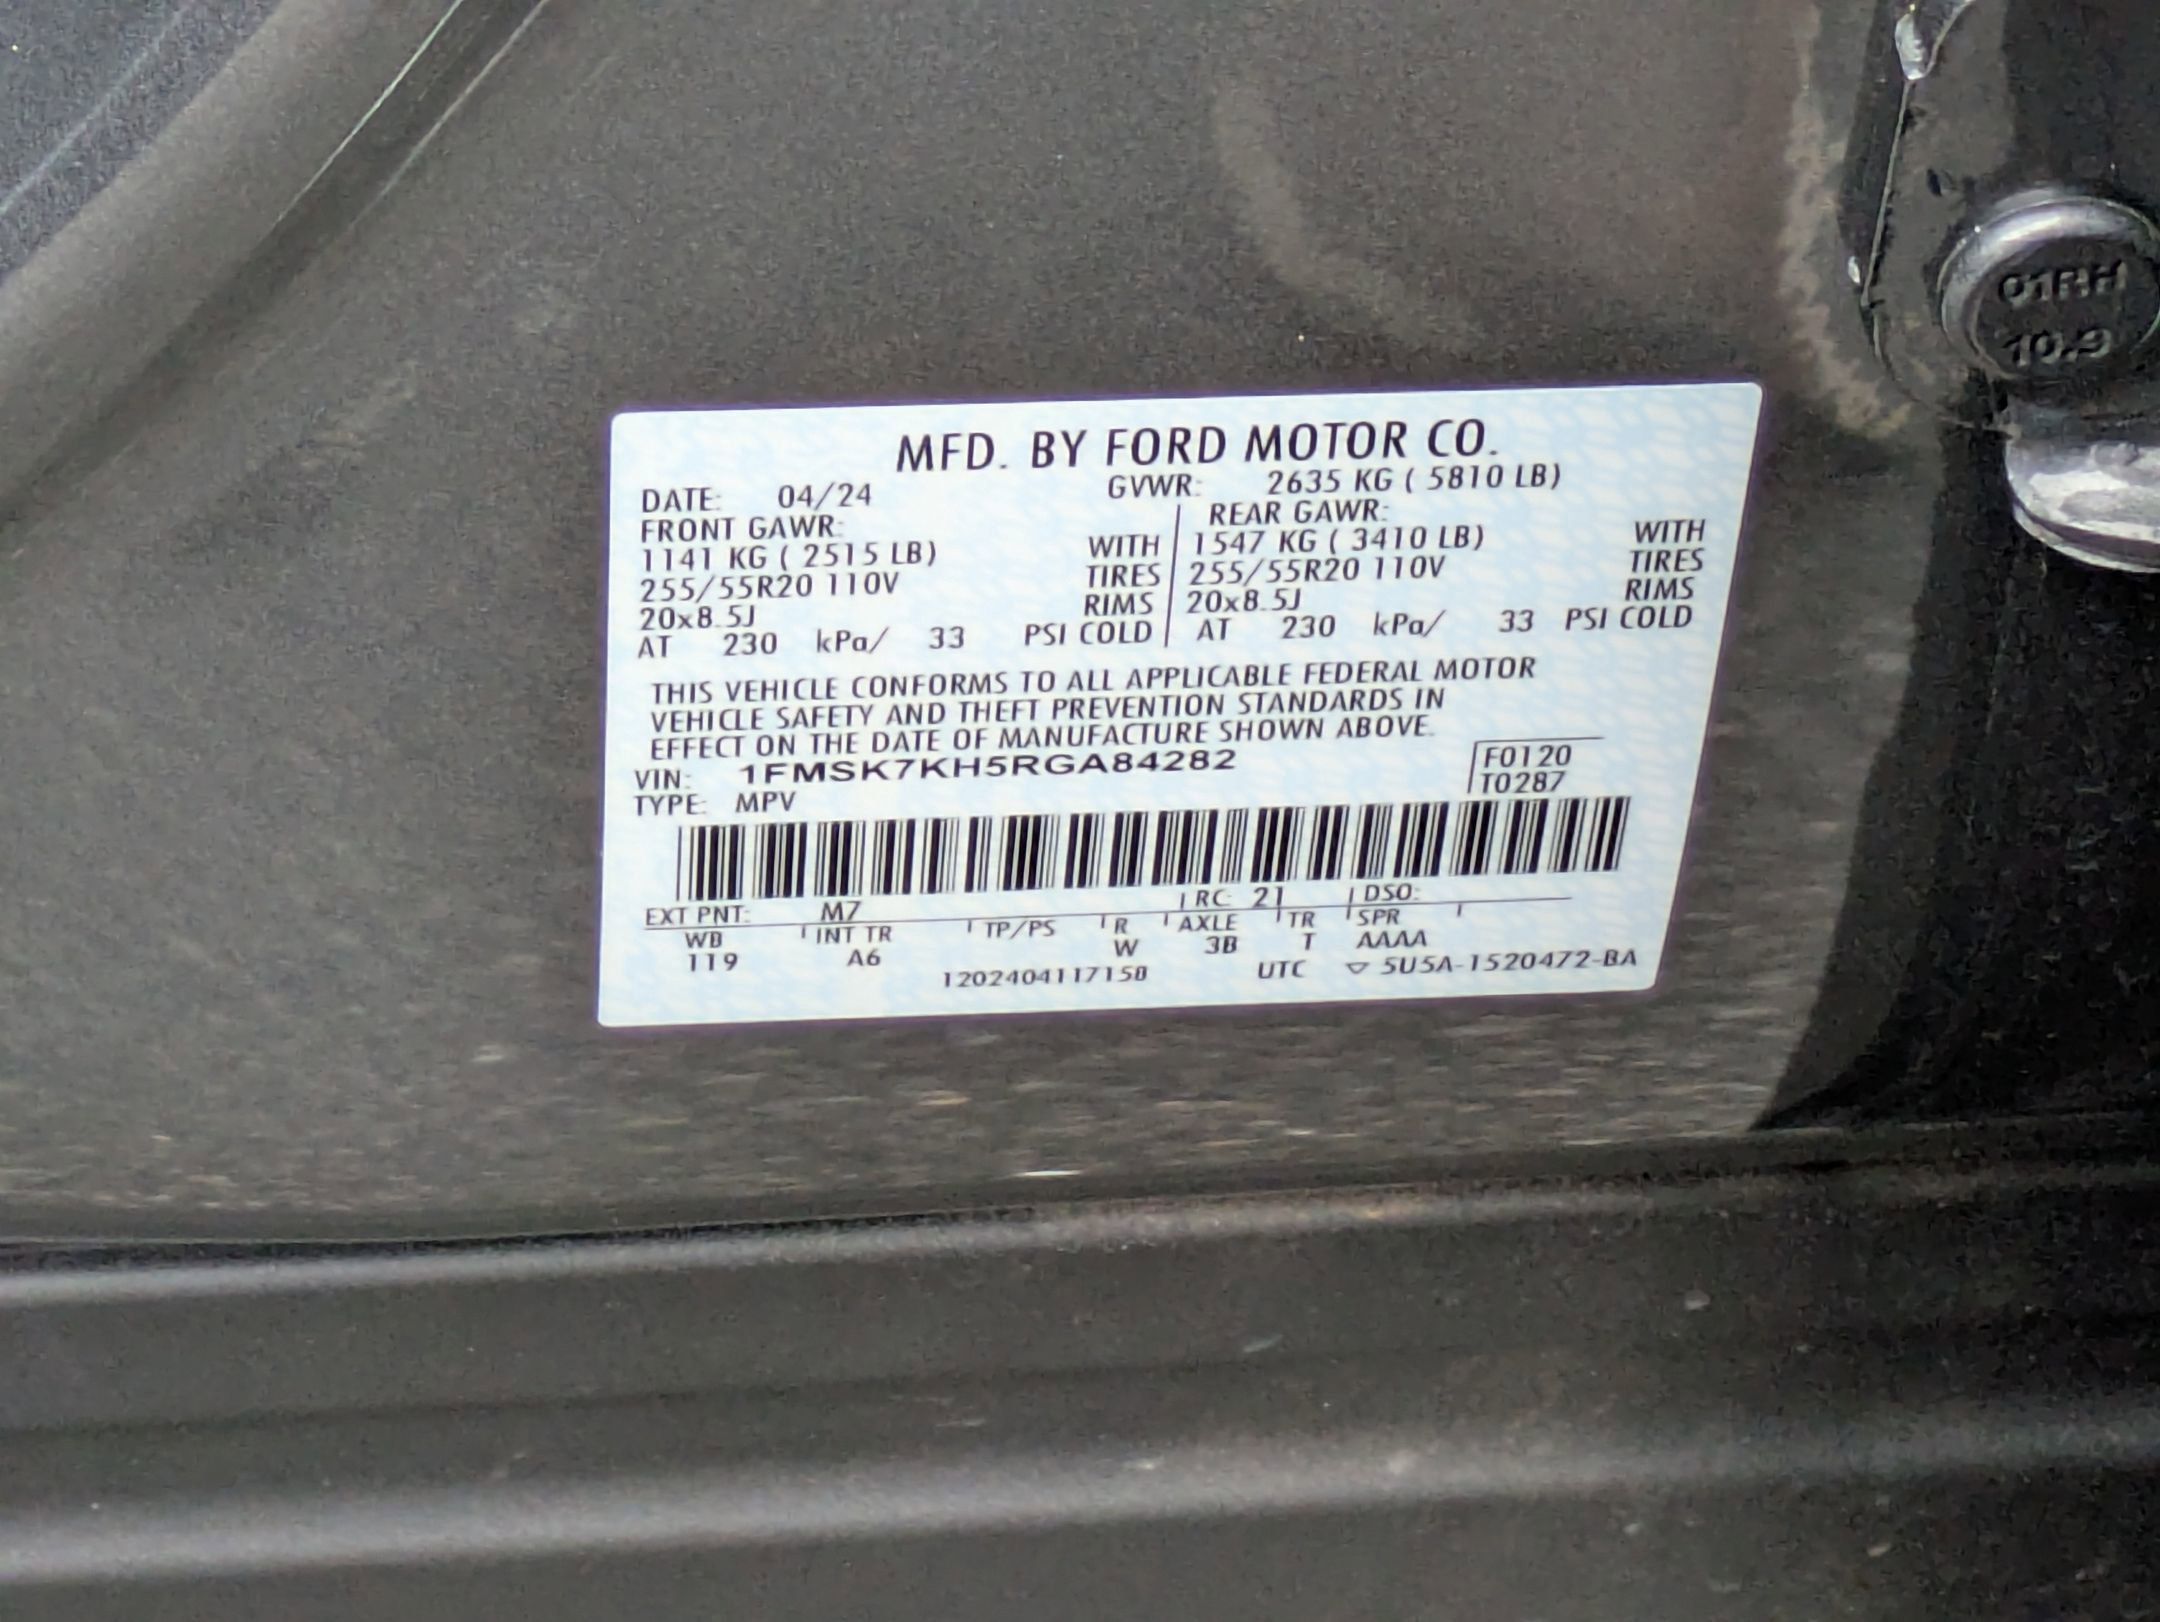 MFD. BY FORD MOTOR CO.
DATE: 04/24 GVWR: 2635 KG ( 5810 LB)
FRONT GAWR: REAR GAWR:
1141 KG ( 2515 LB) WITH 1547 KG ( 3410 LB) WITH
255/55R20 110V TIRES 255/55R20 110V TIRES
20x8.5J RIMS 20x8.5J RIMS
AT 230 kPa/ 33 PSI COLD AT 230 kPa/ 33 PSI COLD
THIS VEHICLE CONFORMS TO ALL APPLICABLE FEDERAL MOTOR
VEHICLE SAFETY AND THEFT PREVENTION STANDARDS IN
EFFECT ON THE DATE OF MANUFACTURE SHOWN ABOVE.
VIN: 1FMSK7KH5RGA84282 F0120
TYPE: MPV T0287
EXT PNT: M7 RC: 21 DSO:
WB INT TR TP/PS R AXLE TR SPR
119 A6 W 3B T AAAA
1202404117150 UTC ▽ 5U5A-1520472-BA
01RH
10.9